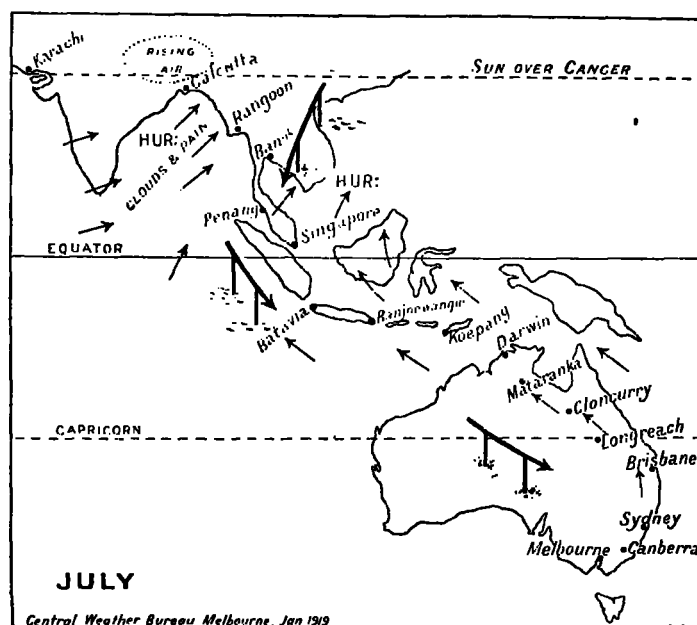 Karachi
RISING
AIR
SUN OVER CANCER
Calcutta
Rangoon
HUR:
CLOUDS & RAIN
HUR:
Penang
Singapore
EQUATOR
Batavia
Banjoewangie
Koepang
Darwin
Mataranka
Cloncurry
CAPRICORN
Longreach
Brisbane
Sydney
Melbourne
Canberra
JULY
Central Weather Bureau Melbourne, Jan 1919